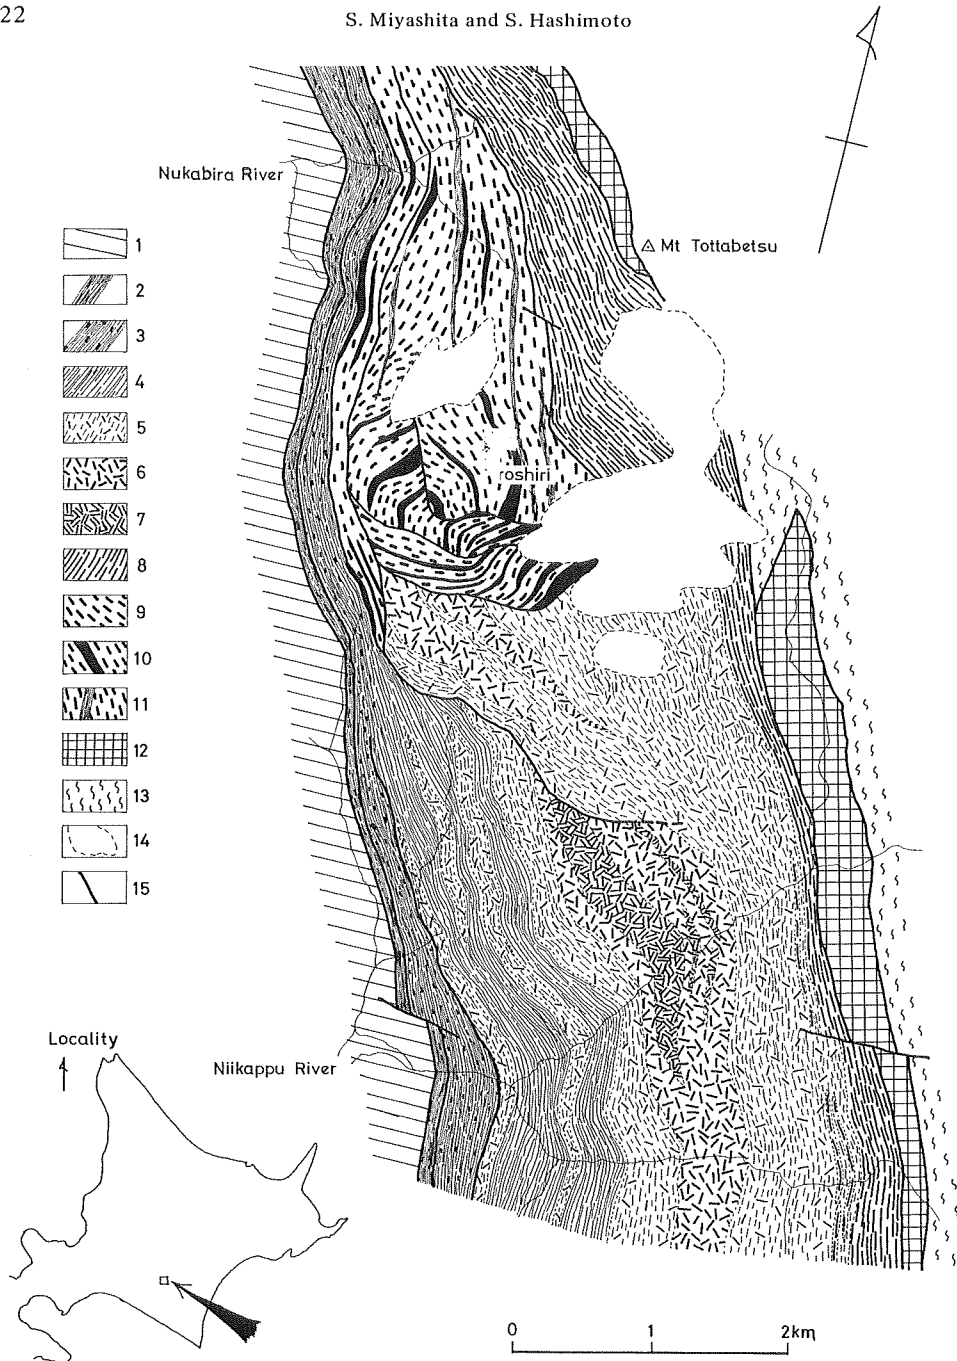 22
S. Miyashita and S. Hashimoto
Nukabira River
Mt Tottabetsu
1
2
3
4
5
6
7
8
9
10
11
12
13
14
15
roshiri
Locality
Niikappu River
0 1 2km